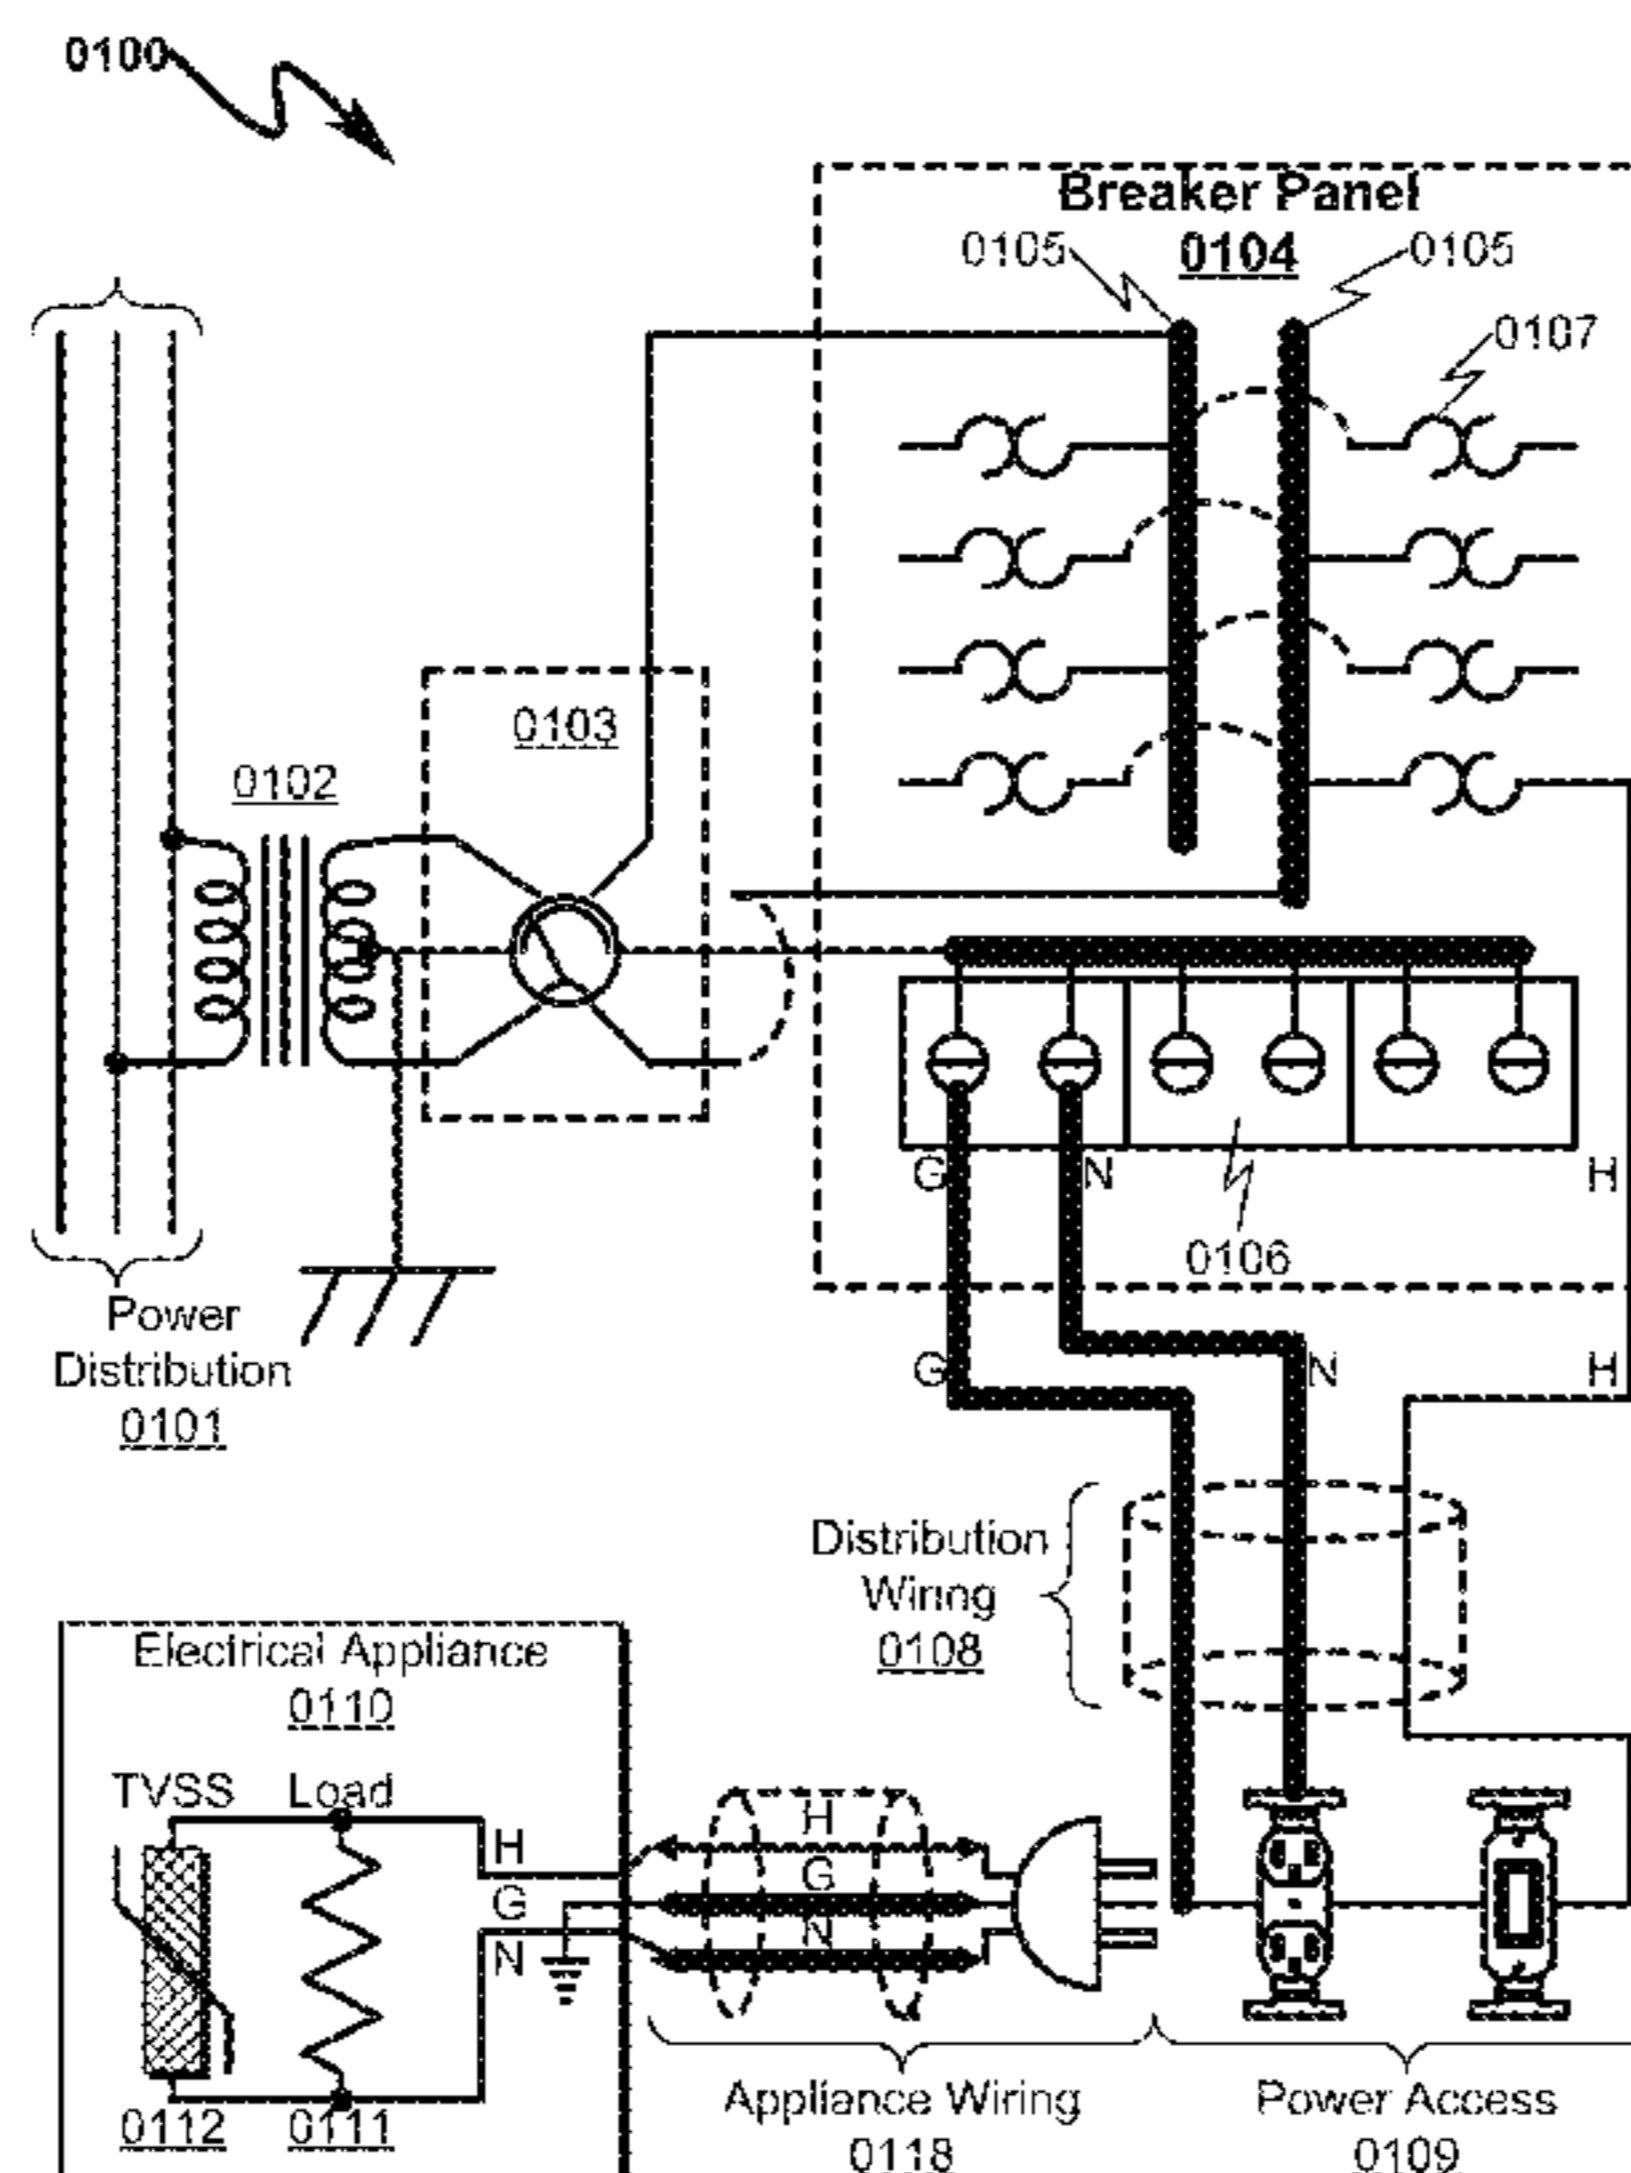 0100
Breaker Panel
0105
0104
0105
0107
0103
0102
G
N
H
0106
Power
Distribution
0101
G
N
H
Distribution
Wiring
0108
Electrical Appliance
0110
TVSS
Load
H
G
N
H
G
N
0112
0111
Appliance Wiring
0118
Power Access
0109